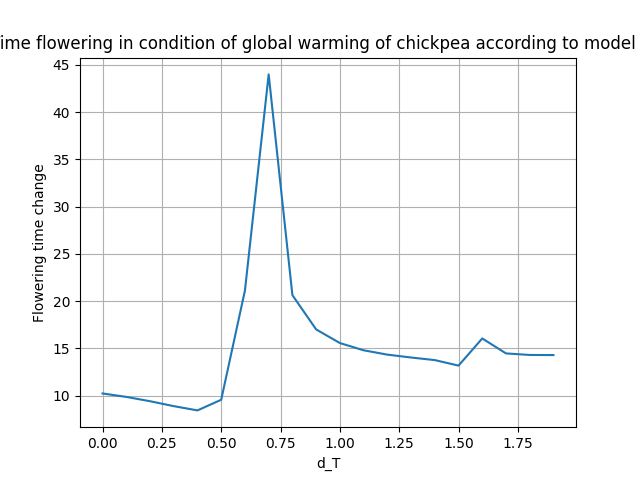 ime flowering in condition of global warming of chickpea according to model
45
40
35
30
25
20
15
10
Flowering time change
0.00 0.25 0.50 0.75 1.00 1.25 1.50 1.75
d_T